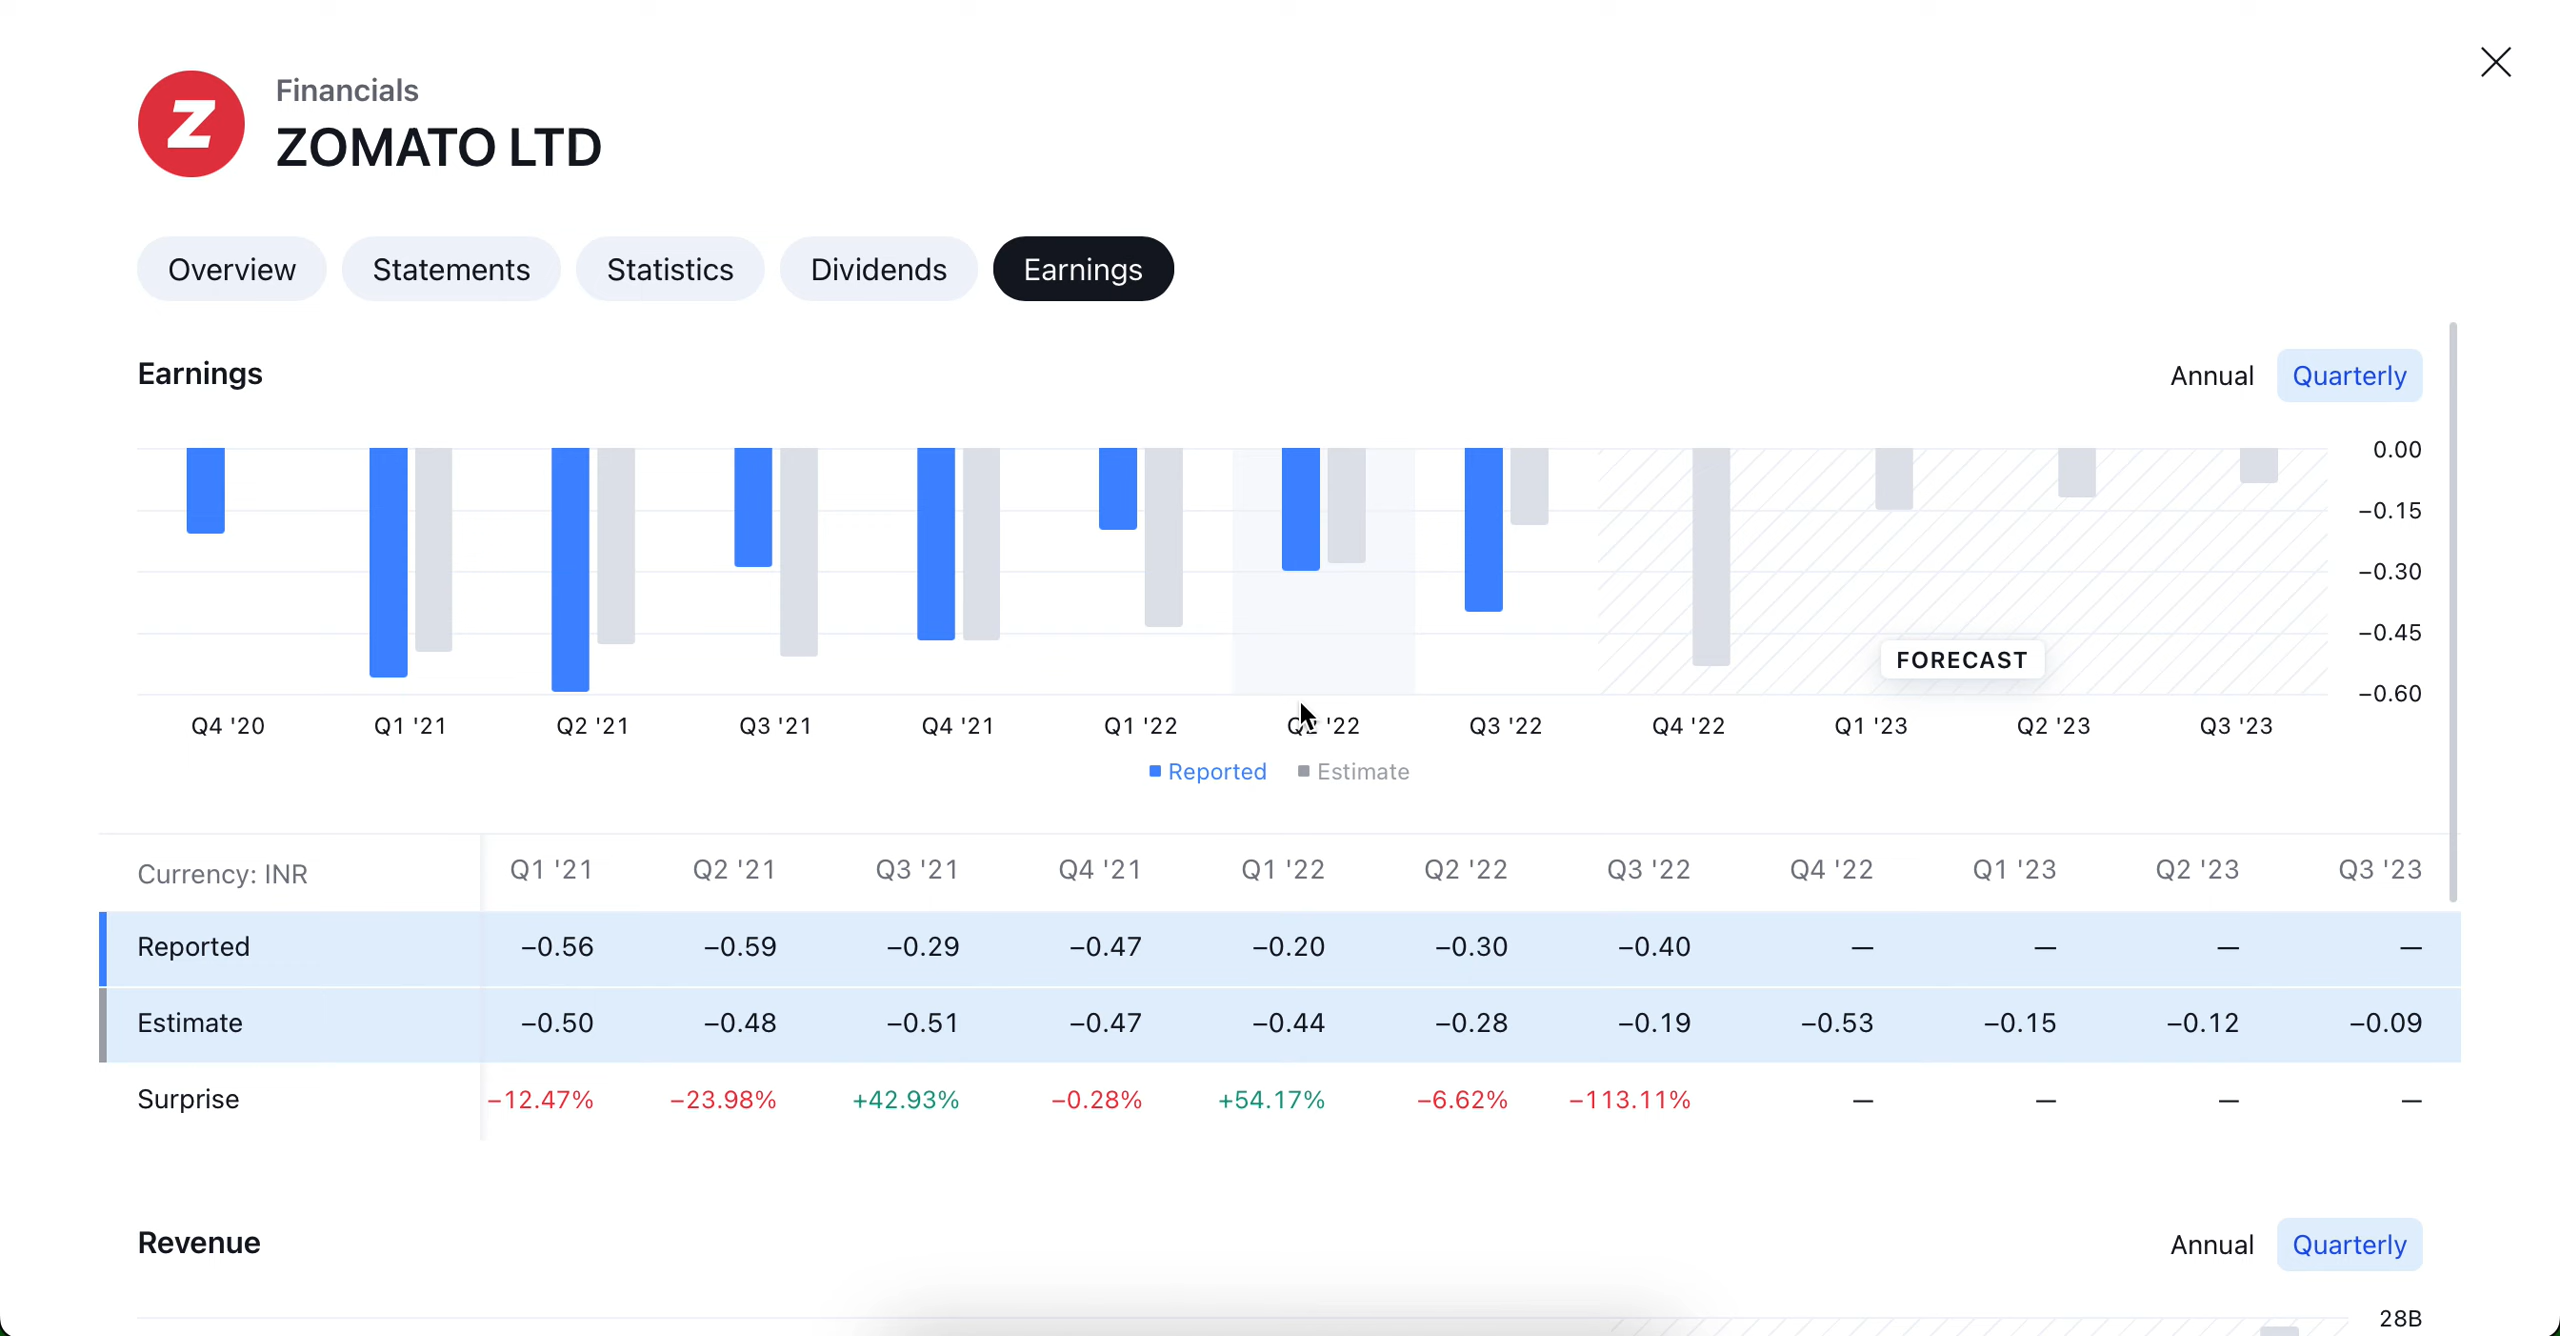 Z
Financials
ZOMATO LTD
Overview Statements Statistics Dividends Earnings
Earnings
Annual Quarterly
0.00
−0.15
−0.30
−0.45
−0.60
FORECAST
Q4 '20 Q1 '21 Q2 '21 Q3 '21 Q4 '21 Q1 '22 Q2 '22 Q3 '22 Q4 '22 Q1 '23 Q2 '23 Q3 '23
Reported Estimate
Currency: INR Q1 '21 Q2 '21 Q3 '21 Q4 '21 Q1 '22 Q2 '22 Q3 '22 Q4 '22 Q1 '23 Q2 '23 Q3 '23
Reported −0.56 −0.59 −0.29 −0.47 −0.20 −0.30 −0.40 — — — —
Estimate −0.50 −0.48 −0.51 −0.47 −0.44 −0.28 −0.19 −0.53 −0.15 −0.12 −0.09
Surprise −12.47% −23.98% +42.93% −0.28% +54.17% −6.62% −113.11% — — — —
Revenue
Annual Quarterly
28B